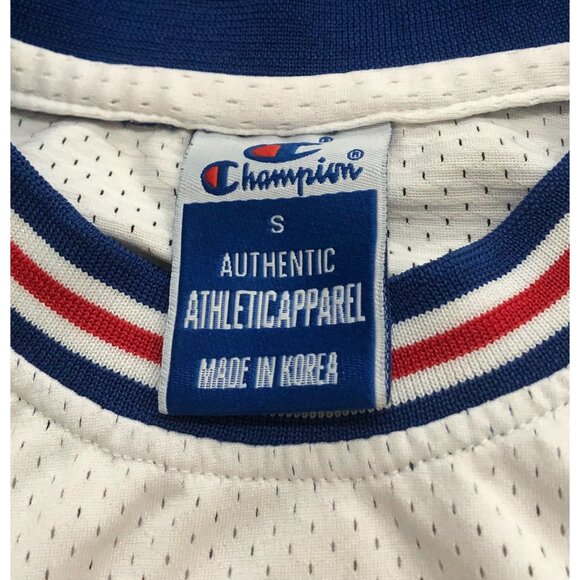 Champion®
S
AUTHENTIC
ATHLETICAPPAREL
MADE IN KOREA